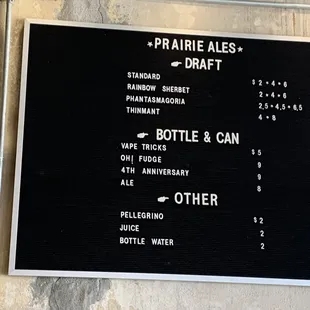 *PRAIRIE ALES*
☛ DRAFT
STANDARD $2•4•6
RAINBOW SHERBET 2•4•6
PHANTASMAGORIA 2.5•4.5•6.5
THINMANT 4•8
☛ BOTTLE & CAN
VAPE TRICKS $5
OH! FUDGE 9
4TH ANNIVERSARY 9
ALE 8
☛ OTHER
PELLEGRINO $2
JUICE 2
BOTTLE WATER 2